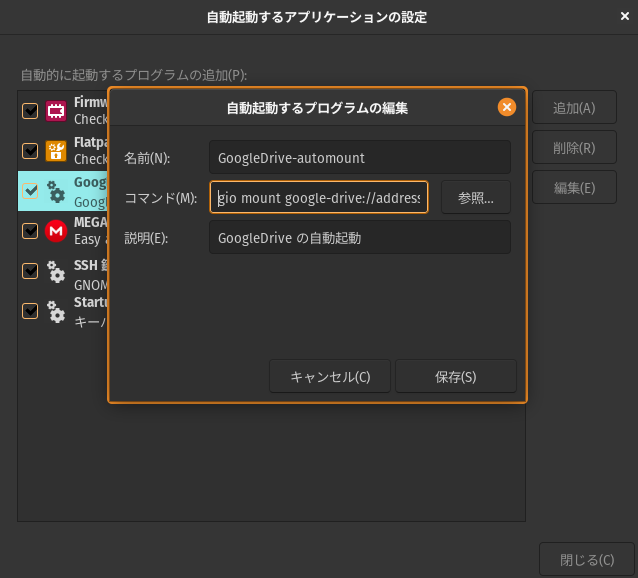 自動起動するアプリケーションの設定
自動的に起動するプログラムの追加(P):
Firmw
Check
Flatpa
Check
Goog
Google
MEGA
Easy a
SSH
GNOM
Startu
キーパ
追加(A)
削除(R)
編集(E)
自動起動するプログラムの編集
名前(N):
GoogleDrive-automount
コマンド(M):
gio mount google-drive://address
参照...
説明(E):
GoogleDrive の自動起動
キャンセル(C)
保存(S)
閉じる(C)